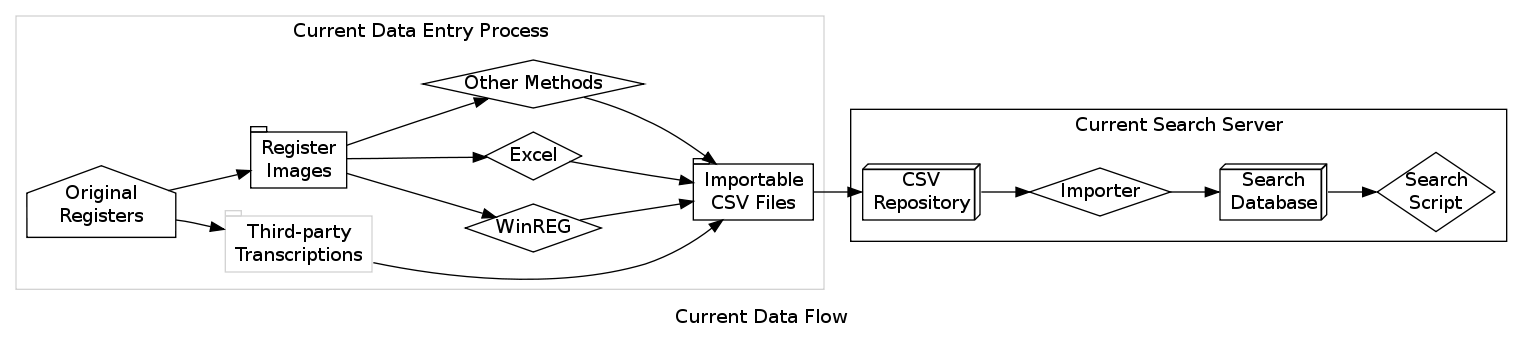 Current Data Entry Process
Original
Registers
Register
Images
Third-party
Transcriptions
Other Methods
Excel
WinREG
Importable
CSV Files
Current Search Server
CSV
Repository
Importer
Search
Database
Search
Script
Current Data Flow